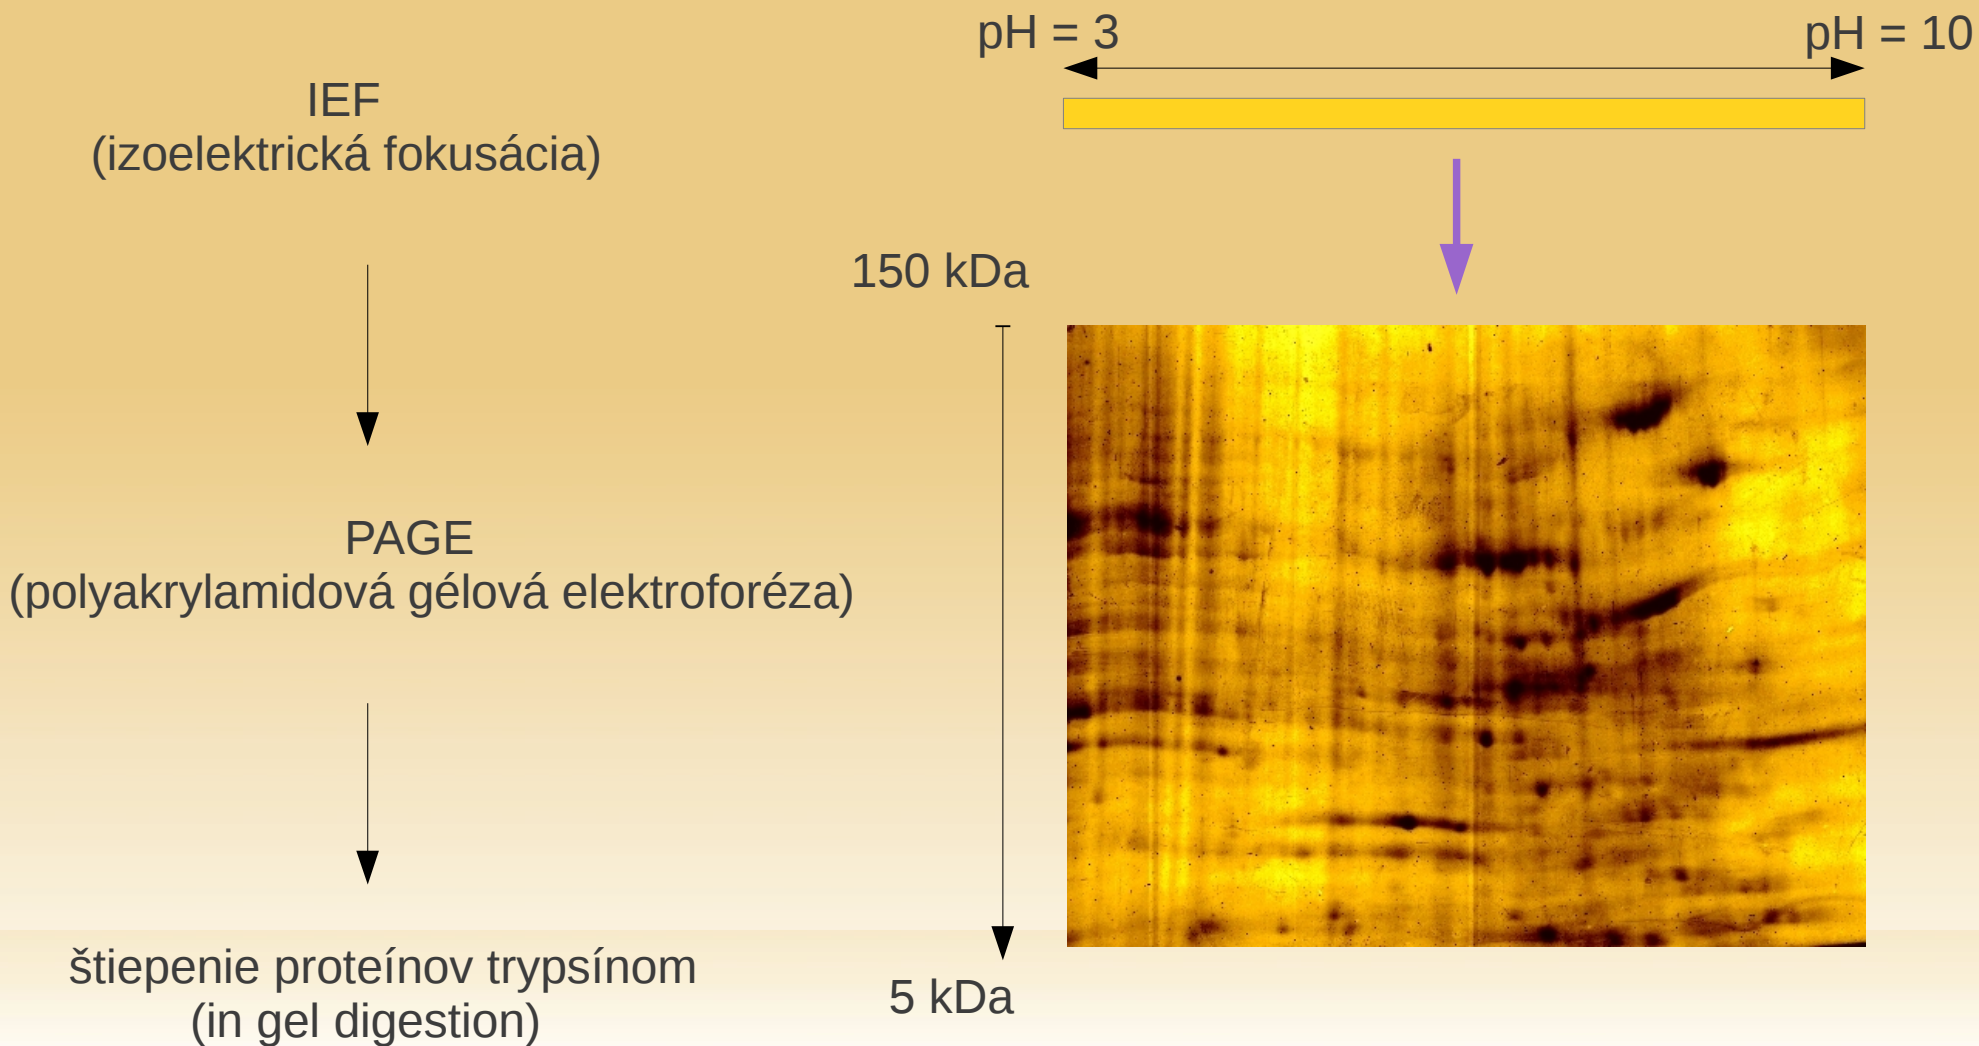 pH = 3
pH = 10
IEF
(izoelektrická fokusácia)
150 kDa
PAGE
(polyakrylamidová gélová elektroforéza)
štiepenie proteínov trypsínom
(in gel digestion)
5 kDa